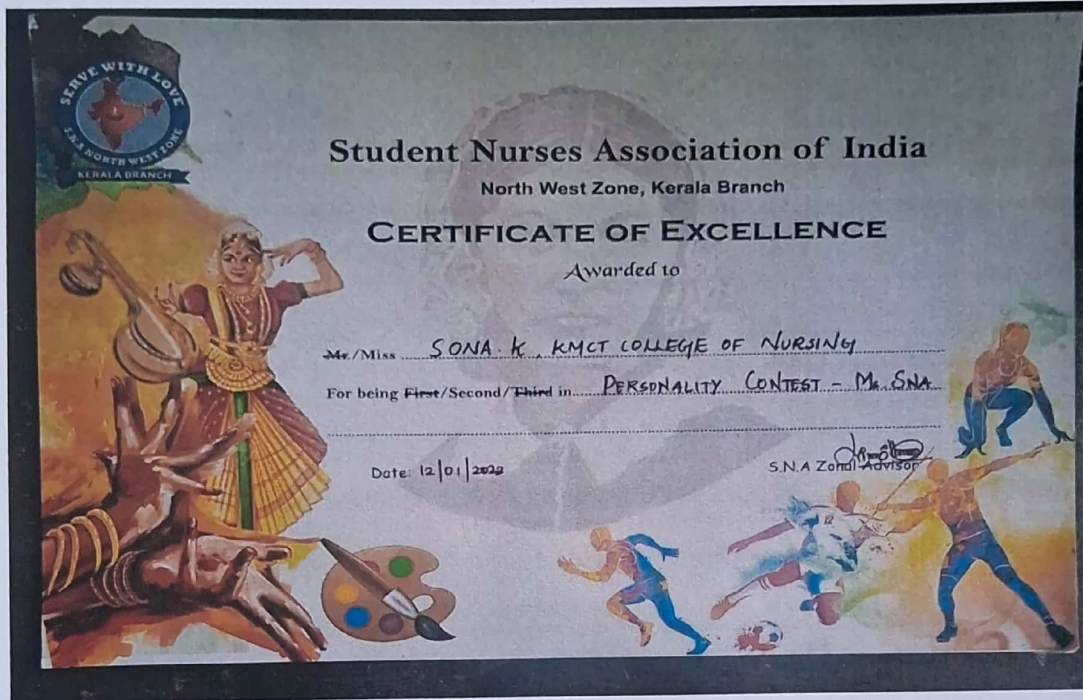 SERVE WITH LOVE
S.N.A NORTH WEST ZONE
KERALA BRANCH
Student Nurses Association of India
North West Zone, Kerala Branch
CERTIFICATE OF EXCELLENCE
Awarded to
Mr./Miss SONA. K, KMCT COLLEGE OF NURSING
For being First/Second/Third in PERSONALITY CONTEST - Ms. SNA
Date: 12/01/2020
S.N.A Zonal Advisor
12